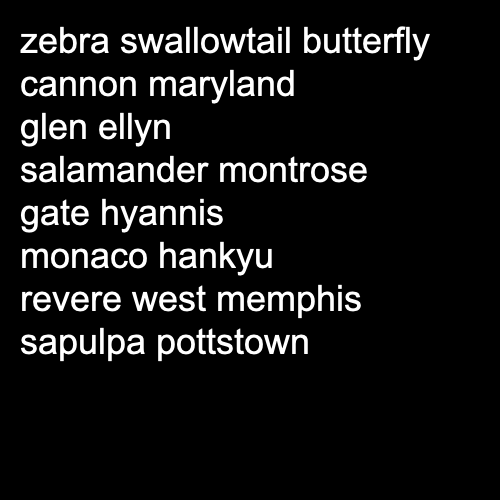 zebra swallowtail butterfly
cannon maryland
glen ellyn
salamander montrose
gate hyannis
monaco hankyu
revere west memphis
sapulpa pottstown